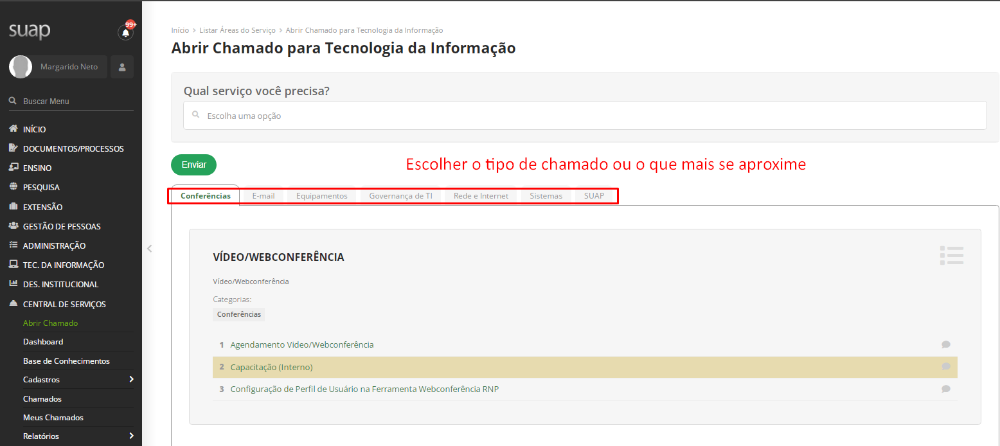 suap
99+
Margarido Neto
Buscar Menu
INÍCIO
DOCUMENTOS/PROCESSOS
ENSINO
PESQUISA
EXTENSÃO
GESTÃO DE PESSOAS
ADMINISTRAÇÃO
TEC. DA INFORMAÇÃO
DES. INSTITUCIONAL
CENTRAL DE SERVIÇOS
Abrir Chamado
Dashboard
Base de Conhecimentos
Cadastros
Chamados
Meus Chamados
Relatórios
Início > Listar Áreas do Serviço > Abrir Chamado para Tecnologia da Informação
Abrir Chamado para Tecnologia da Informação
Qual serviço você precisa?
Escolha uma opção
Enviar
Escolher o tipo de chamado ou o que mais se aproxime
Conferências E-mail Equipamentos Governança de TI Rede e Internet Sistemas SUAP
VÍDEO/WEBCONFERÊNCIA
Vídeo/Webconferência
Categorias:
Conferências
1 Agendamento Video/Webconferência
2 Capacitação (Interno)
3 Configuração de Perfil de Usuário na Ferramenta Webconferência RNP